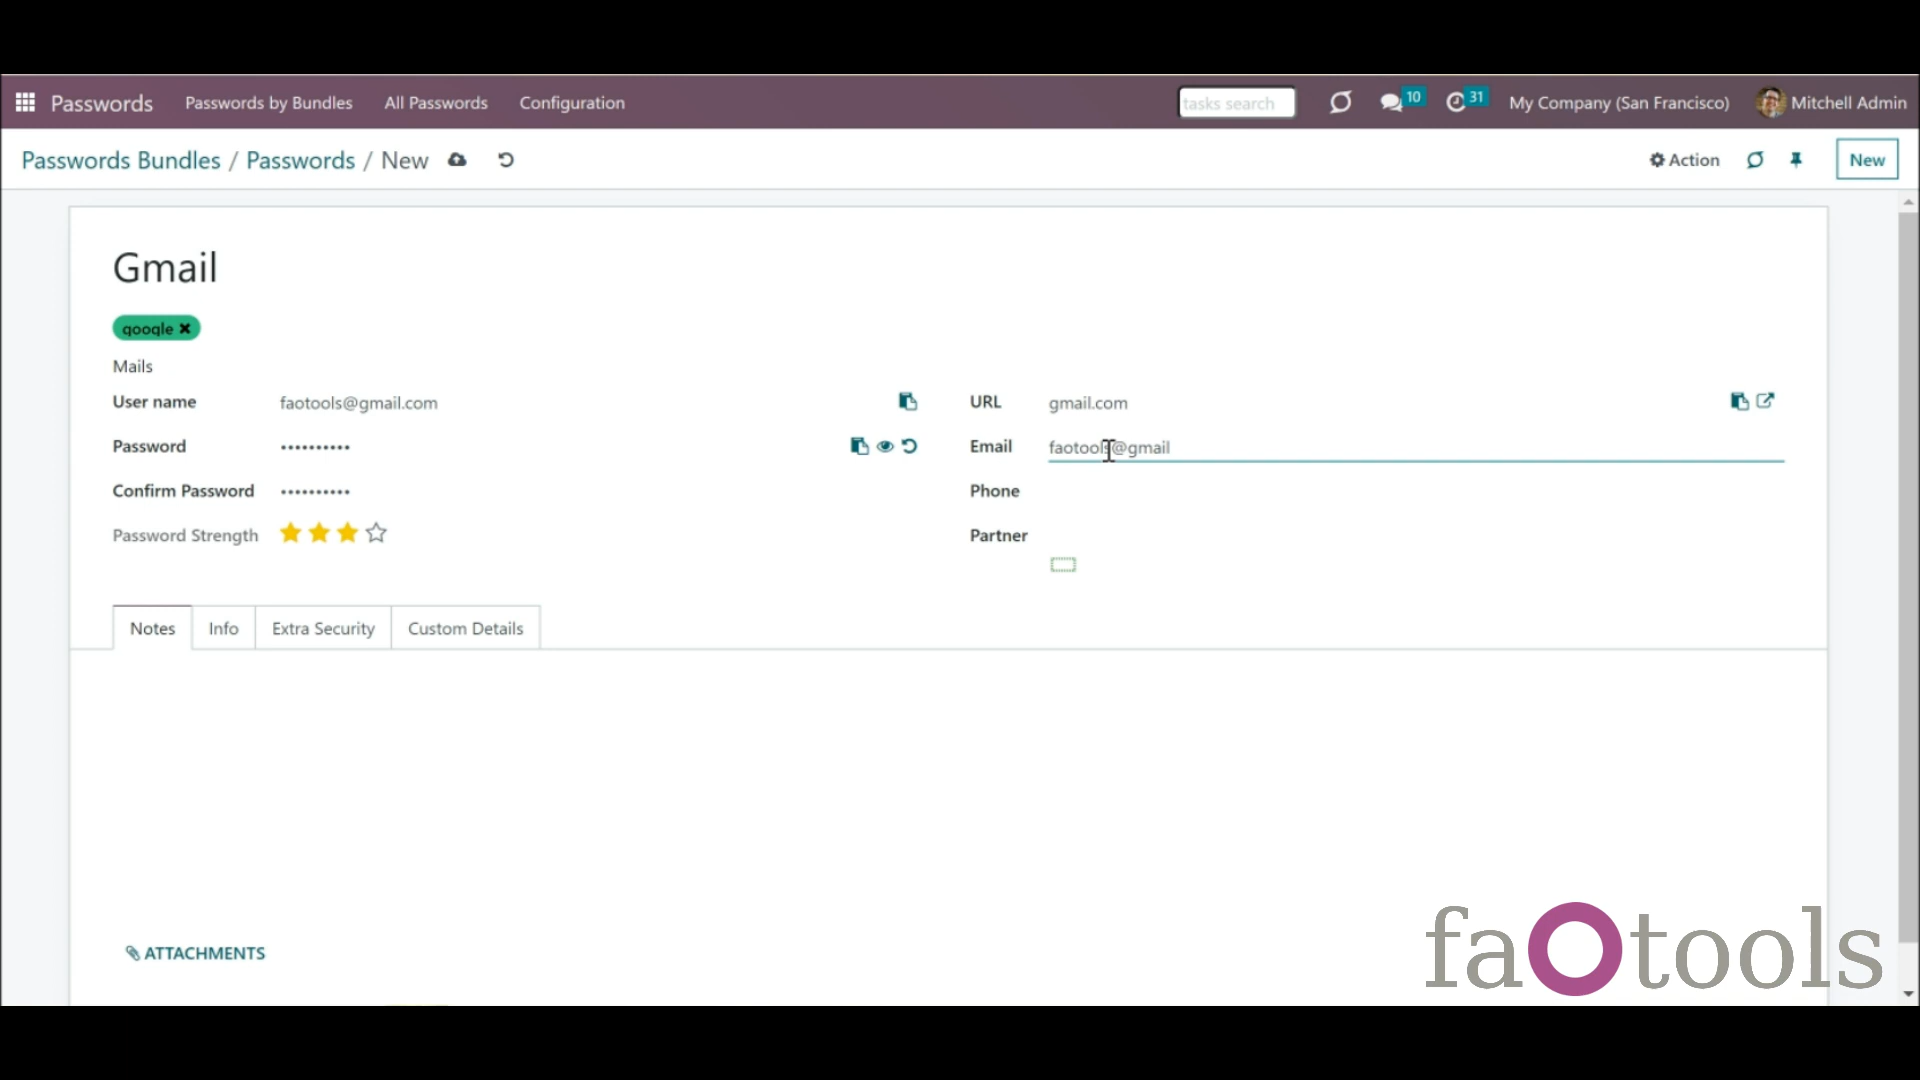 Passwords Passwords by Bundles All Passwords Configuration tasks search 10 31 My Company (San Francisco) Mitchell Admin
Passwords Bundles / Passwords / New Action New
Gmail
google
Mails
User name faotools@gmail.com URL gmail.com
Password •••••••••• Email faotools@gmail
Confirm Password •••••••••• Phone
Password Strength Partner
Notes Info Extra Security Custom Details
ATTACHMENTS
faOtools